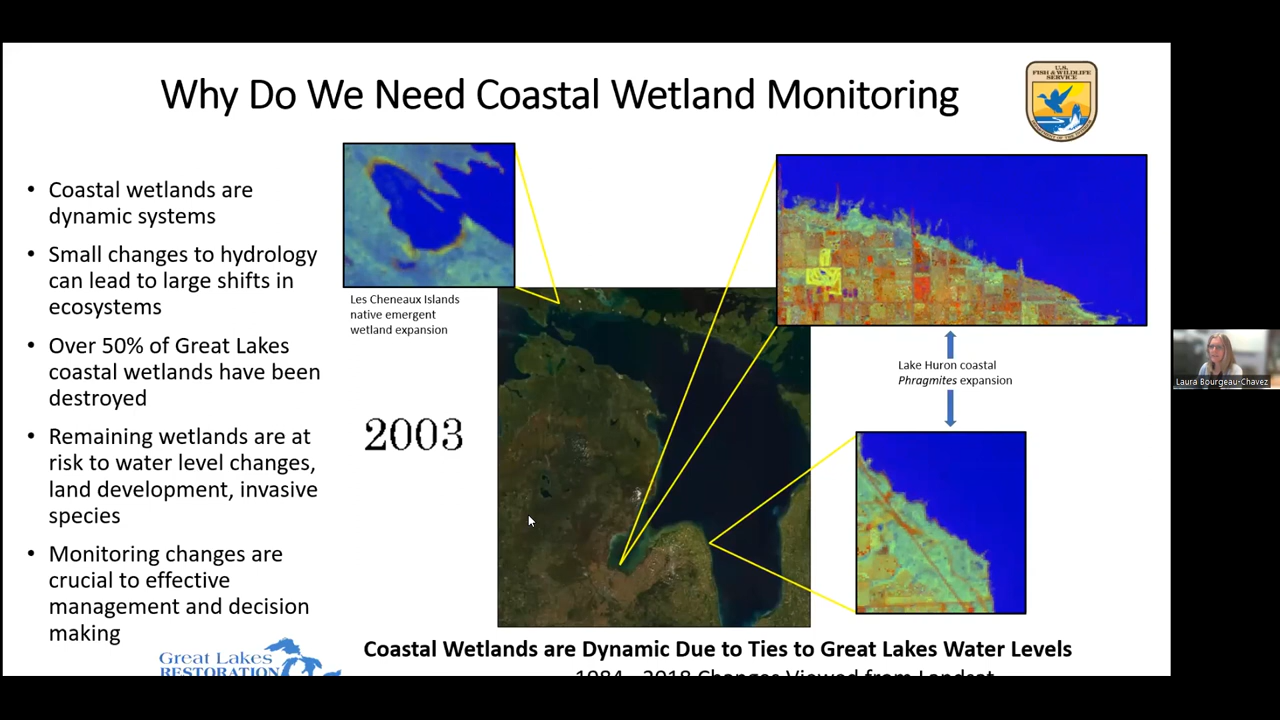 Why Do We Need Coastal Wetland Monitoring
U.S.
FISH & WILDLIFE
SERVICE
• Coastal wetlands are
dynamic systems
• Small changes to hydrology
can lead to large shifts in
ecosystems
• Over 50% of Great Lakes
coastal wetlands have been
destroyed
• Remaining wetlands are at
risk to water level changes,
land development, invasive
species
• Monitoring changes are
crucial to effective
management and decision
making
Les Cheneaux Islands
native emergent
wetland expansion
2003
Lake Huron coastal
Phragmites expansion
Laura Bourgeau-Chavez
Great Lakes
RESTORATION
Coastal Wetlands are Dynamic Due to Ties to Great Lakes Water Levels
1984 - 2018 Changes Viewed from Landsat